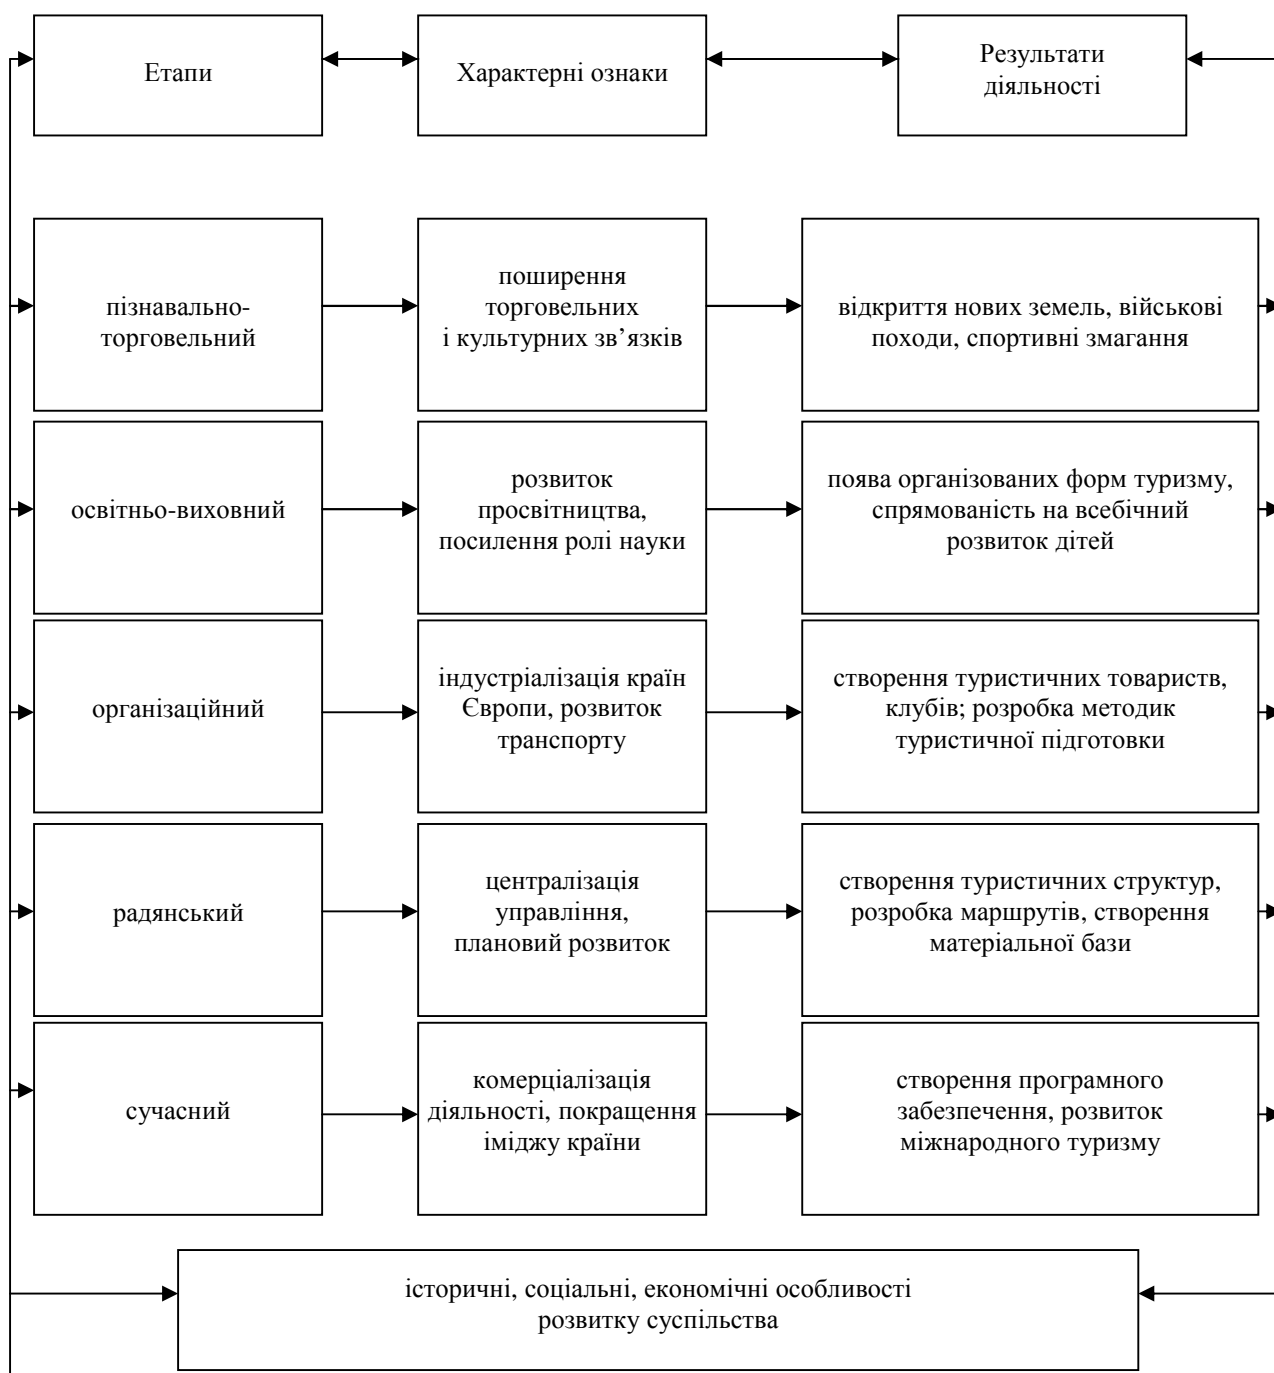 Етапи
Характерні ознаки
Результати
діяльності
пізнавально-
торговельний
поширення
торговельних
і культурних зв’язків
відкриття нових земель, військові
походи, спортивні змагання
освітньо-виховний
розвиток
просвітництва,
посилення ролі науки
поява організованих форм туризму,
спрямованість на всебічний
розвиток дітей
організаційний
індустріалізація країн
Європи, розвиток
транспорту
створення туристичних товариств,
клубів; розробка методик
туристичної підготовки
радянський
централізація
управління,
плановий розвиток
створення туристичних структур,
розробка маршрутів, створення
матеріальної бази
сучасний
комерціалізація
діяльності, покращення
іміджу країни
створення програмного
забезпечення, розвиток
міжнародного туризму
історичні, соціальні, економічні особливості
розвитку суспільства